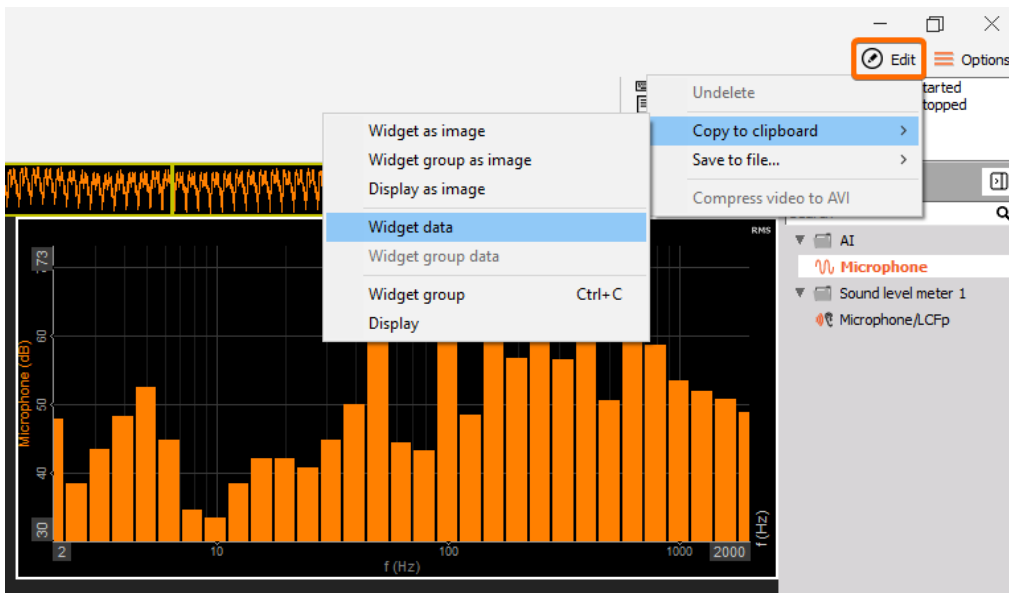 Edit
Options
tarted
topped
Undelete
Copy to clipboard
Save to file...
Compress video to AVI
Widget as image
Widget group as image
Display as image
Widget data
Widget group data
Widget group Ctrl+C
Display
RMS
AI
Microphone
Sound level meter 1
Microphone/LCFp
Microphone (dB)
73
60
50
40
30
2
10
100
1000
2000
f (Hz)
f (Hz)